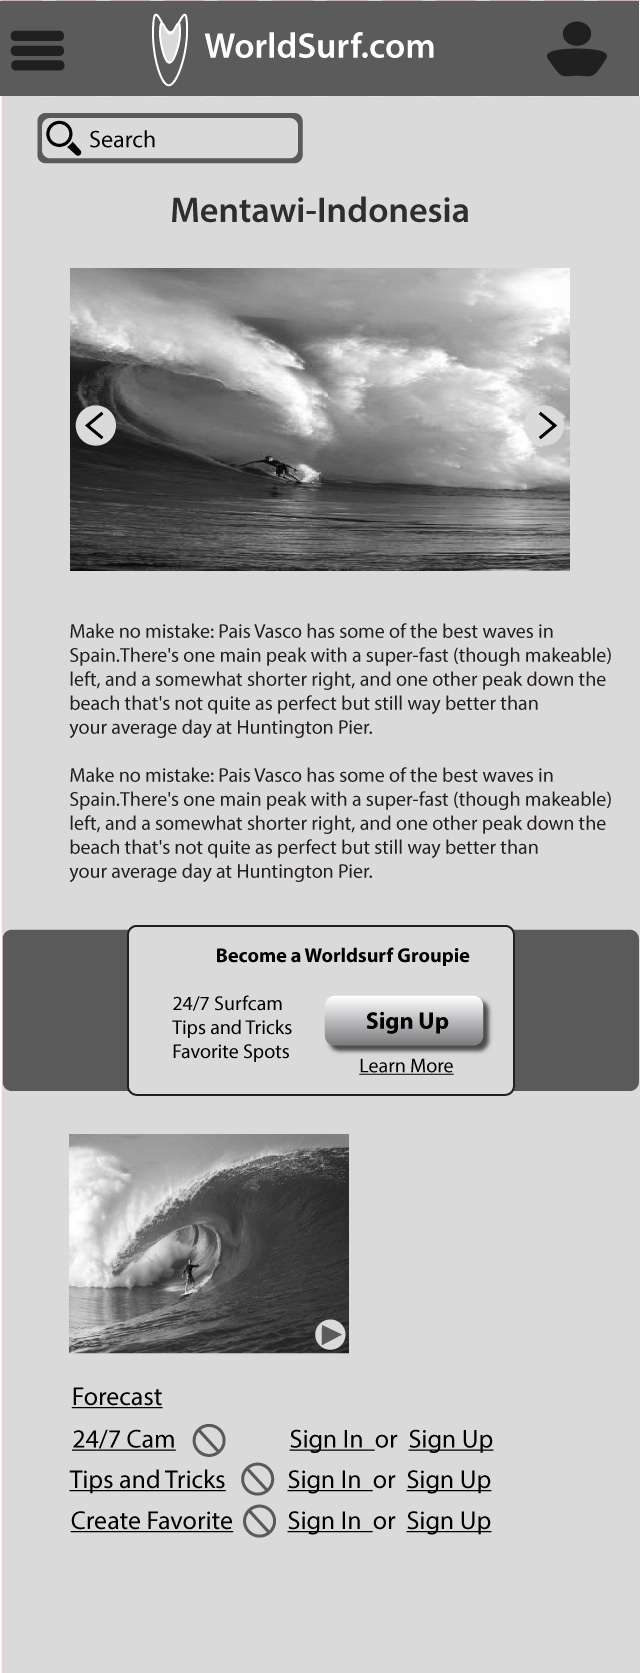 WorldSurf.com
Search
Mentawi-Indonesia
Make no mistake: Pais Vasco has some of the best waves in
Spain.There's one main peak with a super-fast (though makeable)
left, and a somewhat shorter right, and one other peak down the
beach that's not quite as perfect but still way better than
your average day at Huntington Pier.
Make no mistake: Pais Vasco has some of the best waves in
Spain.There's one main peak with a super-fast (though makeable)
left, and a somewhat shorter right, and one other peak down the
beach that's not quite as perfect but still way better than
your average day at Huntington Pier.
Become a Worldsurf Groupie
24/7 Surfcam
Tips and Tricks
Favorite Spots
Sign Up
Learn More
Forecast
24/7 Cam Sign In or Sign Up
Tips and Tricks Sign In or Sign Up
Create Favorite Sign In or Sign Up